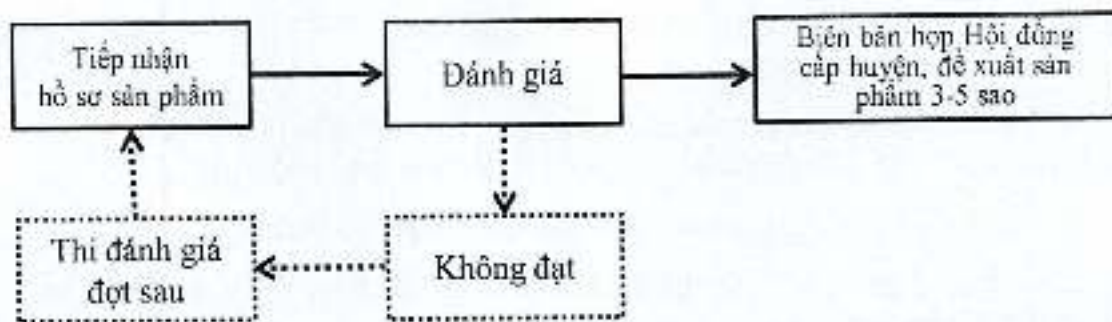 Tiếp nhận
hồ sơ sản phẩm
Đánh giá
Biên bản họp Hội đồng
cấp huyện, đề xuất sản
phẩm 3-5 sao
Thi đánh giá
đợt sau
Không đạt